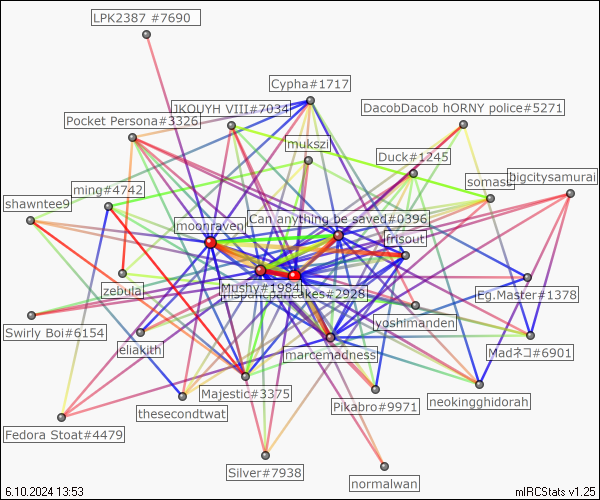 LPK2387 #7690
Cypha#1717
JKOUYH VIII#7034
DacobDacob hORNY police#5271
Pocket Persona#3326
mukszi
Duck#1245
bigcitysamurai
ming#4742
somasu
shawntee9
moonraven
Can anything be saved#0396
frisout
zebula
Mushy#1984
pancakes#2928
Eg.Master#1378
yoshimanden
Swirly Boi#6154
eliakith
marcemadness
Madネコ#6901
Majestic#3375
neokingghidorah
thesecondtwat
Pikabro#9971
Fedora Stoat#4479
Silver#7938
normalwan
6.10.2024 13:53
mIRCStats v1.25